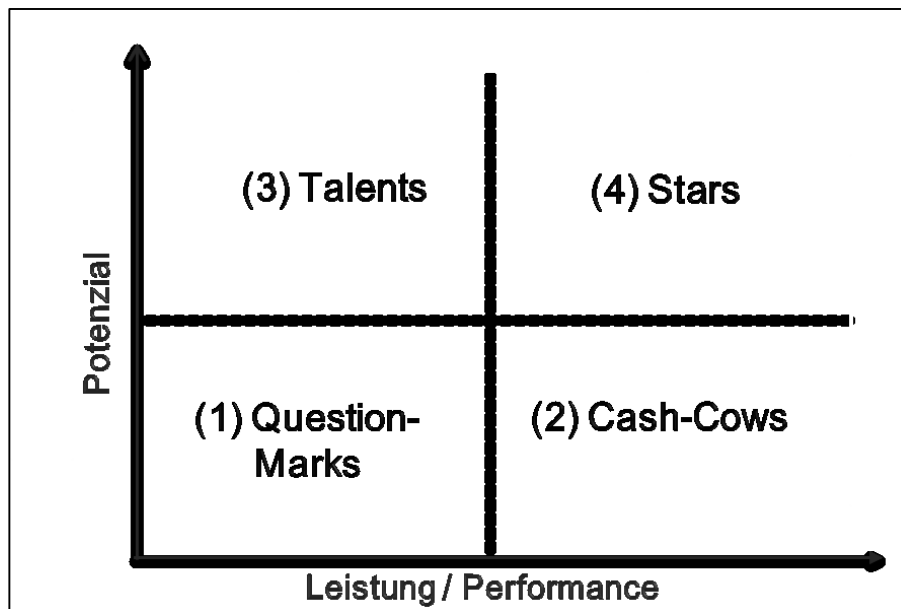 (3) Talents
(4) Stars
Potenzial
(1) Question-
Marks
(2) Cash-Cows
Leistung / Performance